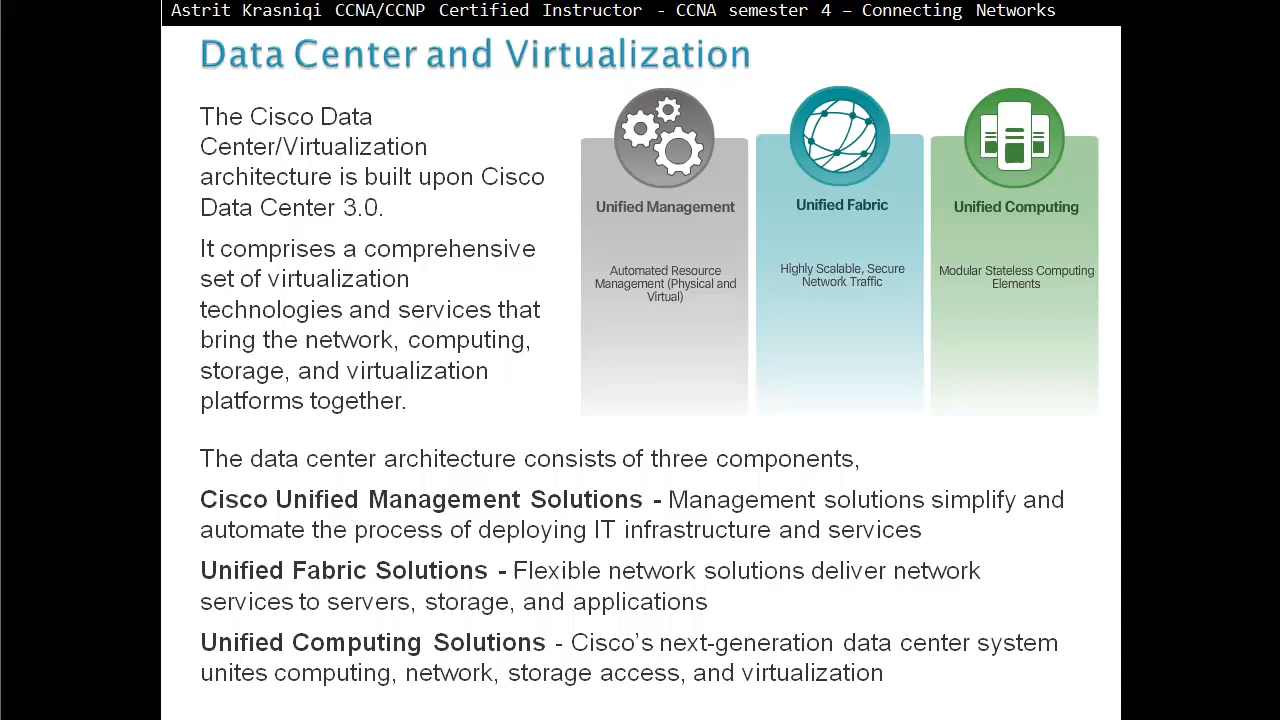 Astrit Krasniqi CCNA/CCNP Certified Instructor - CCNA semester 4 – Connecting Networks
Data Center and Virtualization
The Cisco Data
Center/Virtualization
architecture is built upon Cisco
Data Center 3.0.
It comprises a comprehensive
set of virtualization
technologies and services that
bring the network, computing,
storage, and virtualization
platforms together.
Unified Management
Automated Resource
Management (Physical and
Virtual)
Unified Fabric
Highly Scalable, Secure
Network Traffic
Unified Computing
Modular Stateless Computing
Elements
The data center architecture consists of three components,
Cisco Unified Management Solutions - Management solutions simplify and
automate the process of deploying IT infrastructure and services
Unified Fabric Solutions - Flexible network solutions deliver network
services to servers, storage, and applications
Unified Computing Solutions - Cisco’s next-generation data center system
unites computing, network, storage access, and virtualization